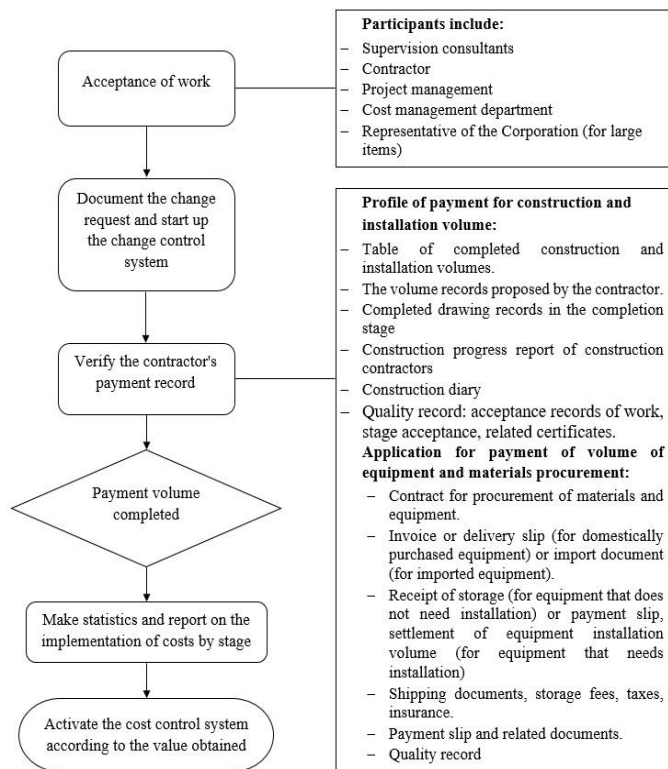 Acceptance of work
Participants include:
– Supervision consultants
– Contractor
– Project management
– Cost management department
– Representative of the Corporation (for large
items)
Document the change
request and start up
the change control
system
Verify the contractor's
payment record
Profile of payment for construction and
installation volume:
– Table of completed construction and
installation volumes.
– The volume records proposed by the contractor.
– Completed drawing records in the completion
stage
– Construction progress report of construction
contractors
– Construction diary
– Quality record: acceptance records of work,
stage acceptance, related certificates.
Application for payment of volume of
equipment and materials procurement:
– Contract for procurement of materials and
equipment.
– Invoice or delivery slip (for domestically
purchased equipment) or import document
(for imported equipment).
– Receipt of storage (for equipment that does
not need installation) or payment slip,
settlement of equipment installation
volume (for equipment that needs
installation)
– Shipping documents, storage fees, taxes,
insurance.
– Payment slip and related documents.
– Quality record
Payment volume
completed
Make statistics and report on the
implementation of costs by stage
Activate the cost control system
according to the value obtained